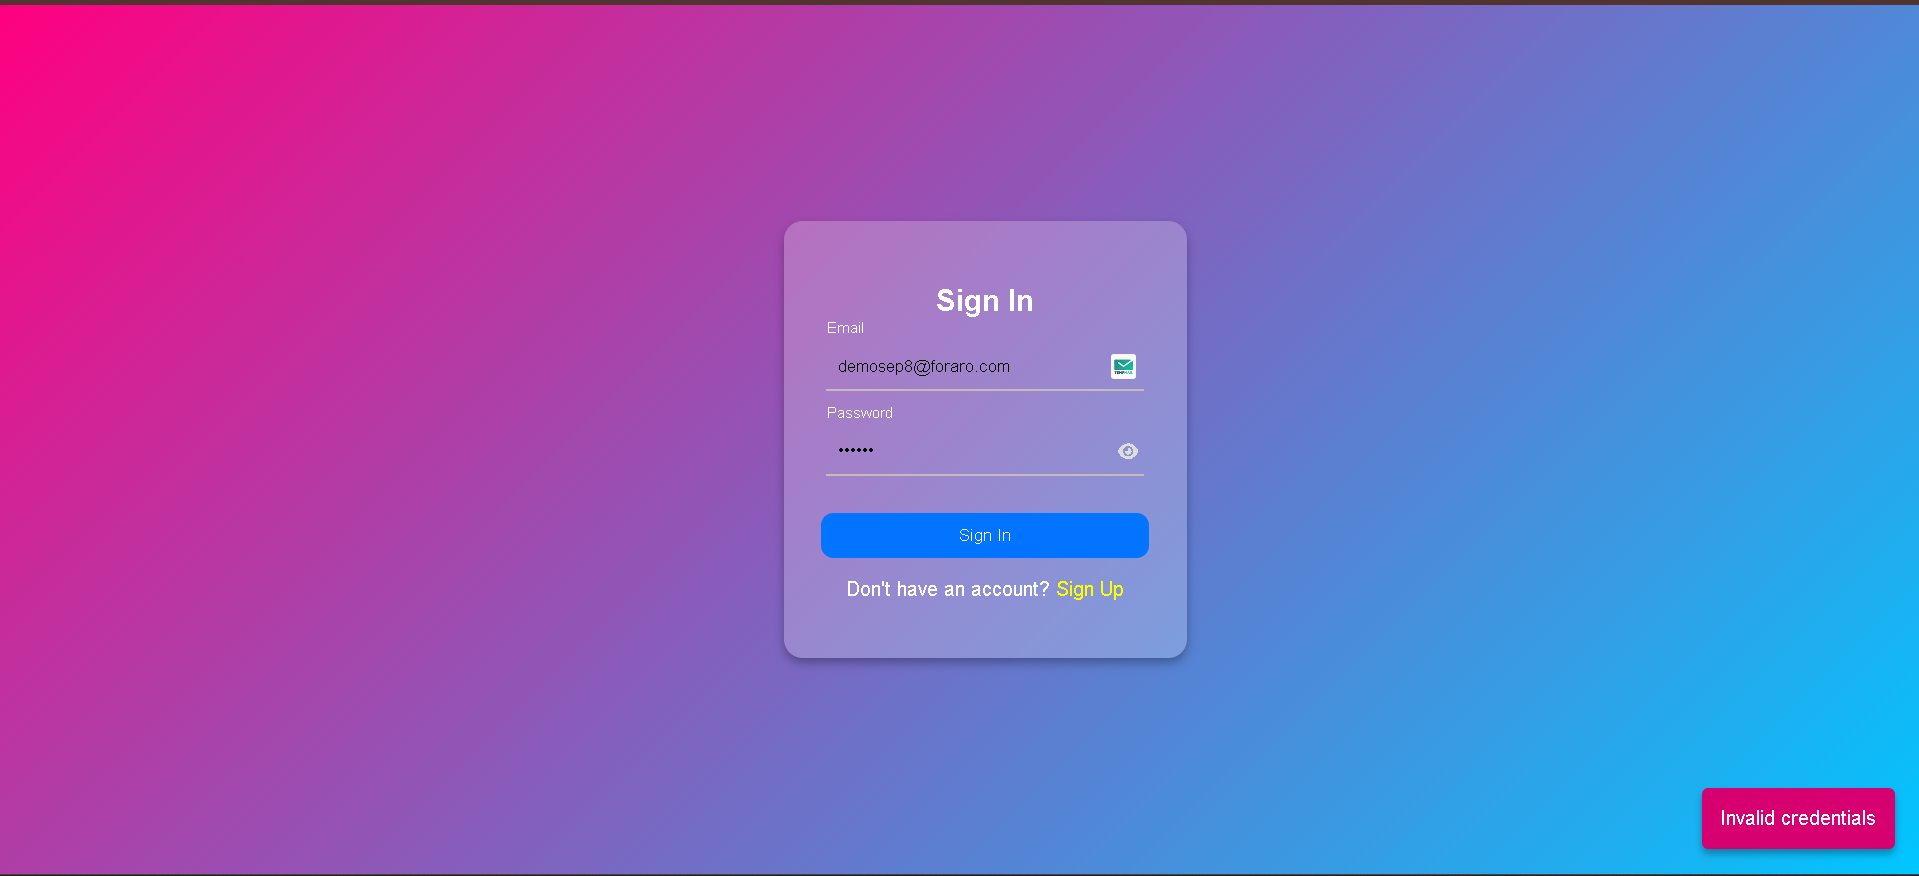 Sign In
Email
demosep8@foraro.com
Password
••••••
Sign In
Don't have an account? Sign Up
Invalid credentials